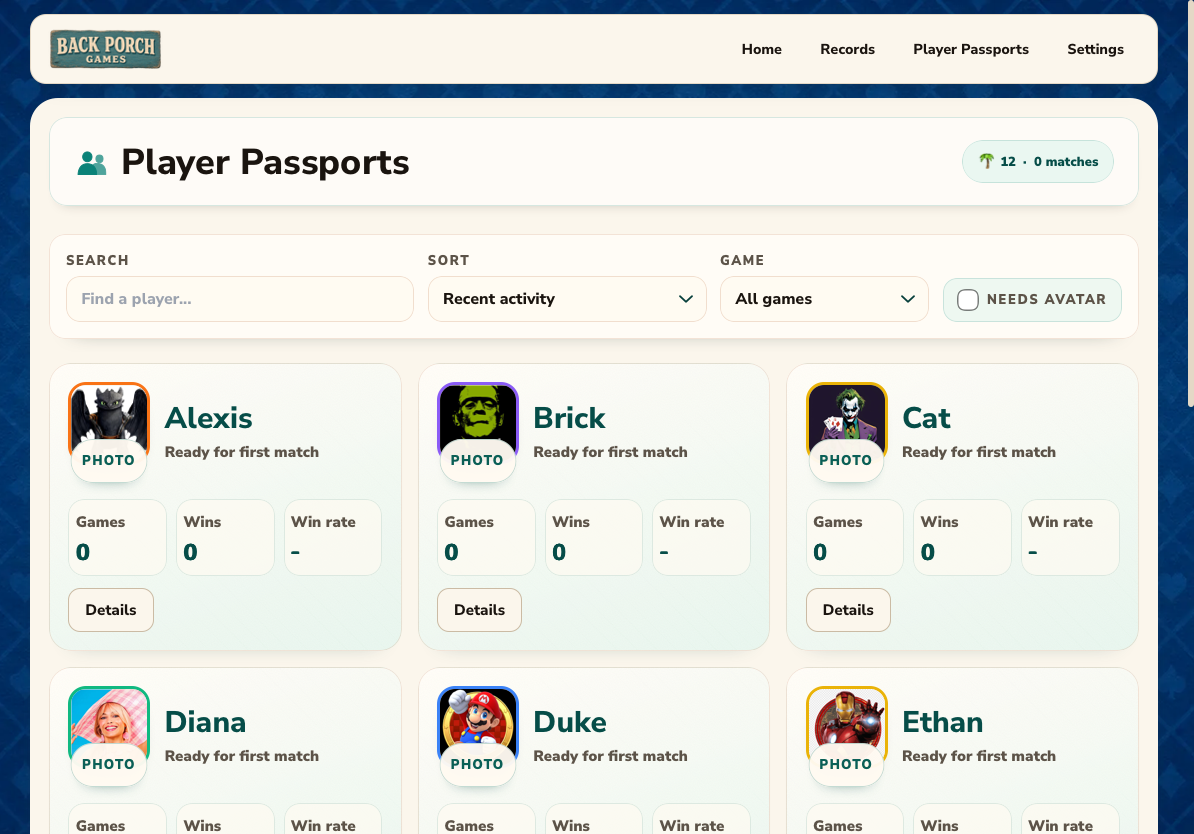 BACK PORCH
GAMES
Home Records Player Passports Settings
Player Passports
12 · 0 matches
SEARCH SORT GAME
Find a player... Recent activity All games NEEDS AVATAR
Alexis
Ready for first match
PHOTO
Games Wins Win rate
0 0 -
Details
Brick
Ready for first match
PHOTO
Games Wins Win rate
0 0 -
Details
Cat
Ready for first match
PHOTO
Games Wins Win rate
0 0 -
Details
Diana
Ready for first match
PHOTO
Games Wins Win rate
Duke
Ready for first match
PHOTO
Games Wins Win rate
Ethan
Ready for first match
PHOTO
Games Wins Win rate